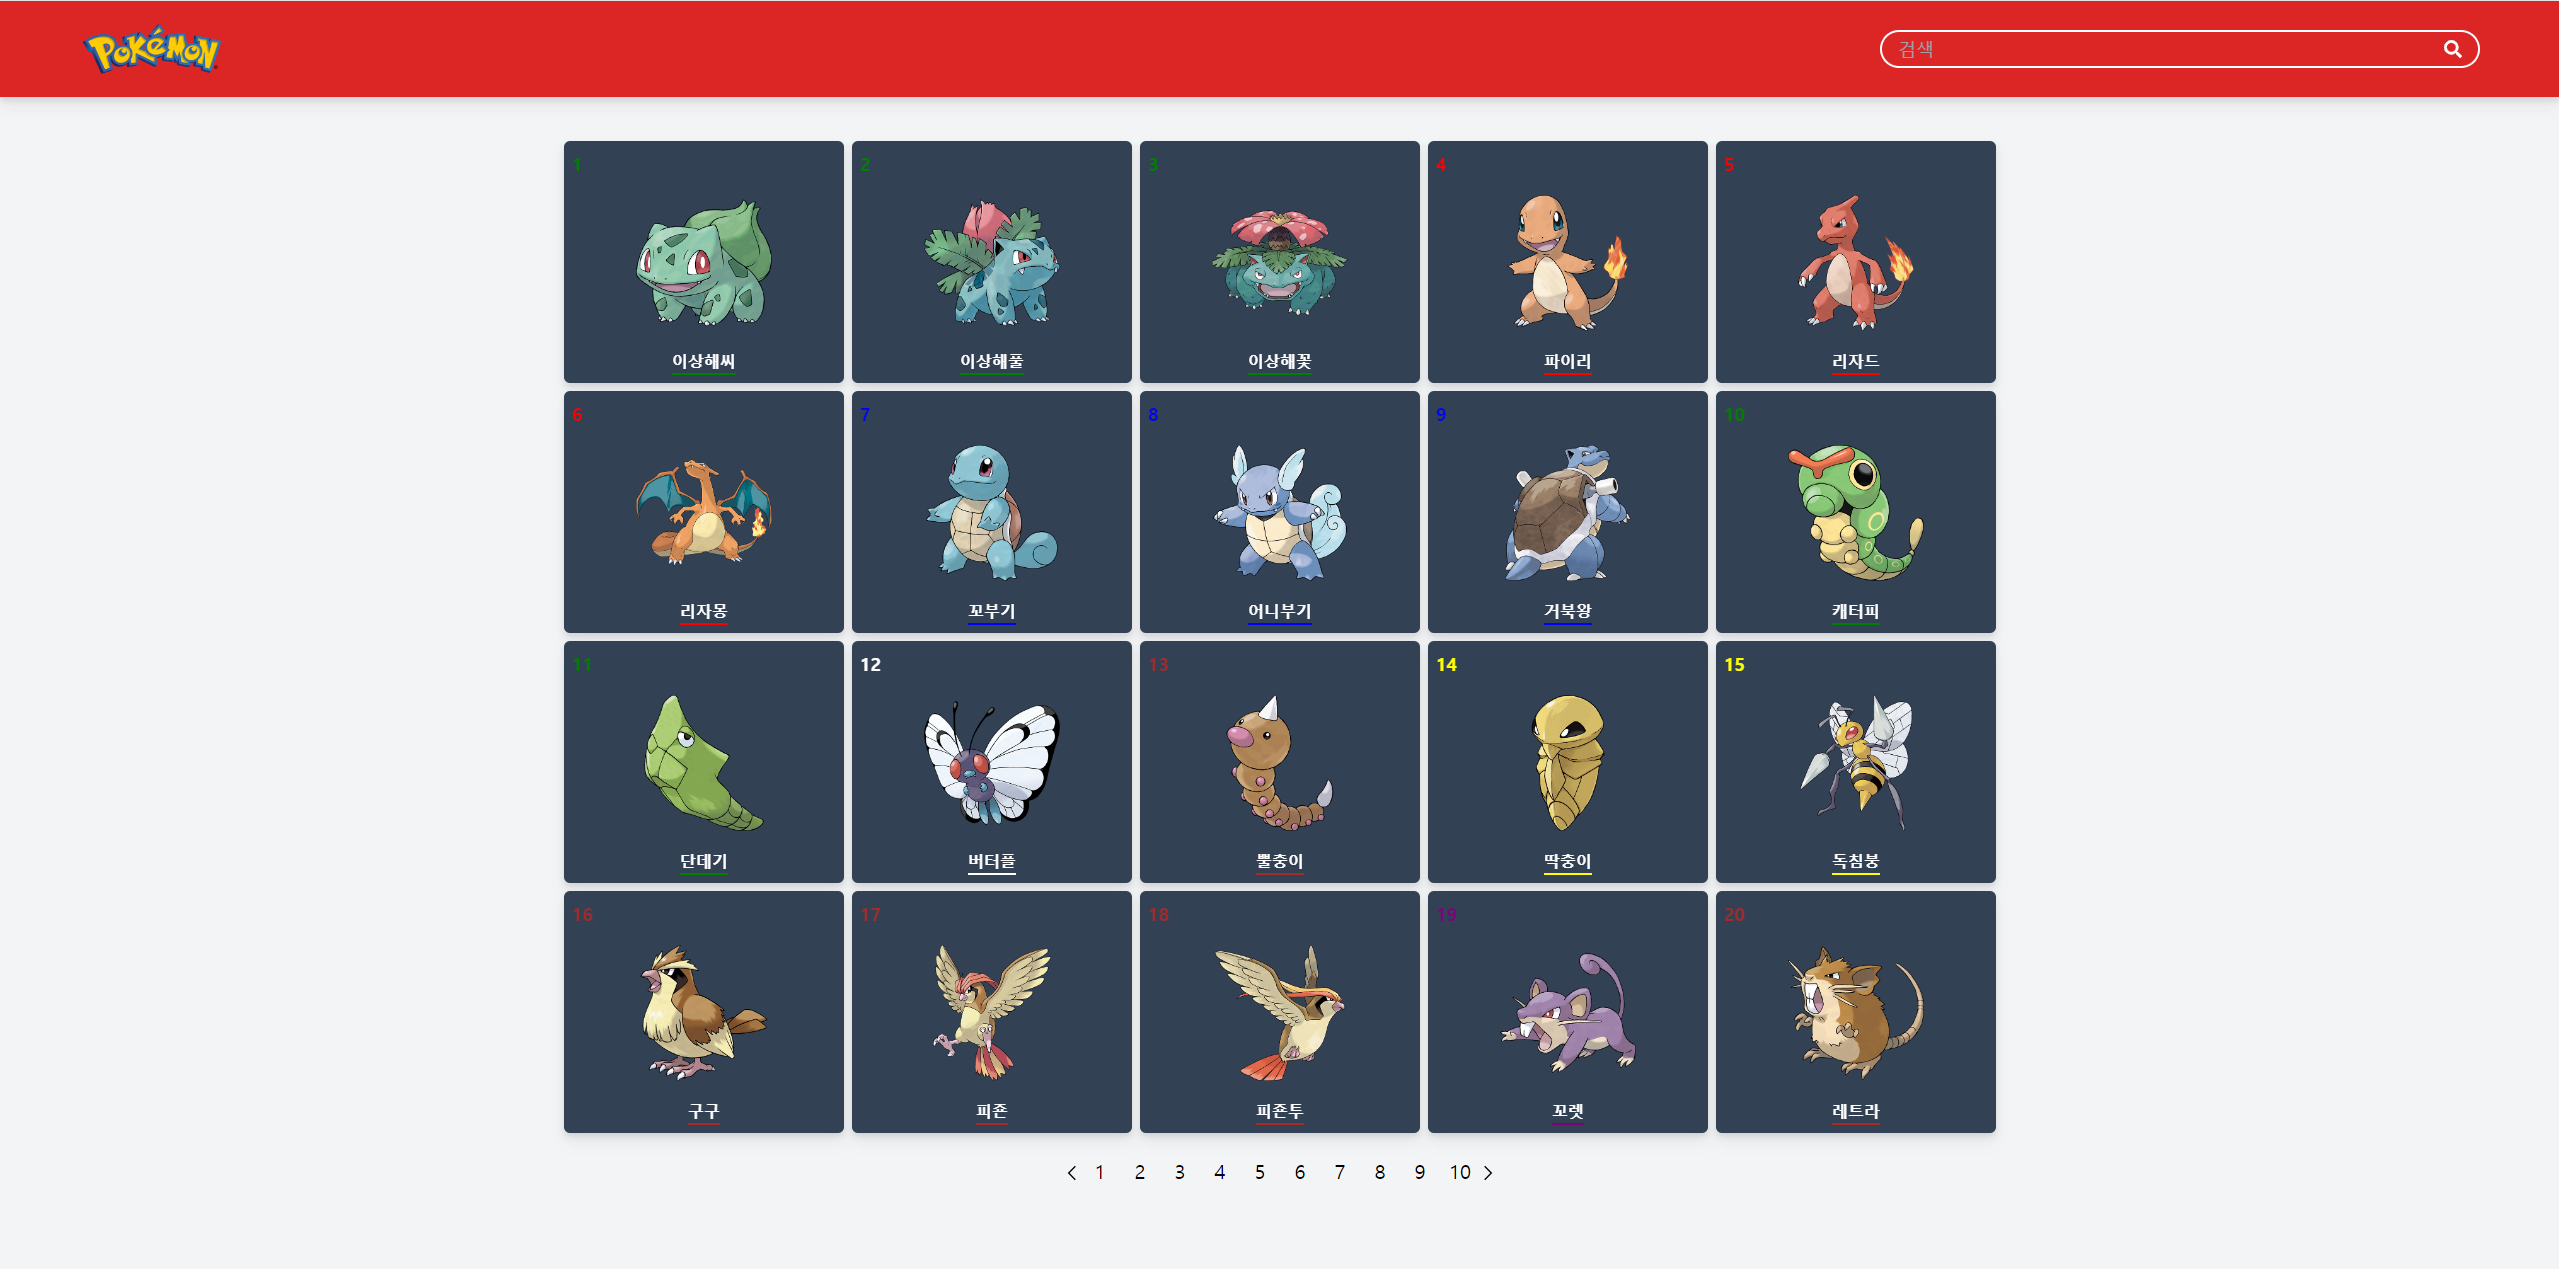 Pokémon
검색
1 2 3 4 5
이상해씨 이상해풀 이상해꽃 파이리 리자드
6 7 8 9 10
리자몽 꼬부기 어니부기 거북왕 캐터피
11 12 13 14 15
단데기 버터플 뿔충이 딱충이 독침붕
16 17 18 19 20
구구 피죤 피죤투 꼬렛 레트라
1 2 3 4 5 6 7 8 9 10